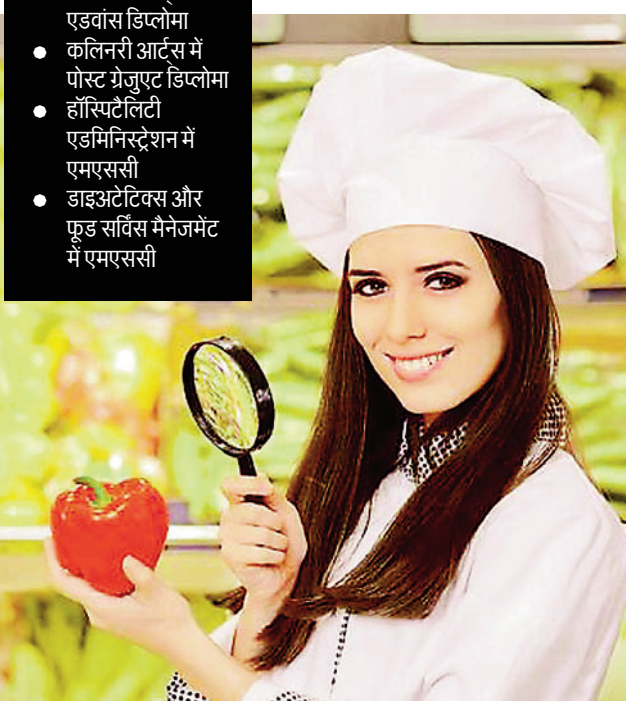 एडवांस डिप्लोमा
● कलिनरी आर्ट्स में
पोस्ट ग्रेजुएट डिप्लोमा
● हॉस्पिटैलिटी
एडमिनिस्ट्रेशन में
एमएससी
● डाइअटेटिक्स और
फूड सर्विस मैनेजमेंट
में एमएससी